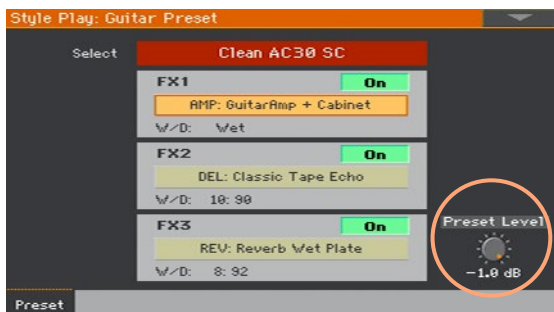 Style Play: Guitar Preset
Select
Clean AC30 SC
FX1
On
AMP: GuitarAmp + Cabinet
W/D: Wet
FX2
On
DEL: Classic Tape Echo
W/D: 10:90
FX3
On
REV: Reverb Wet Plate
W/D: 8:92
Preset Level
-1.0 dB
Preset